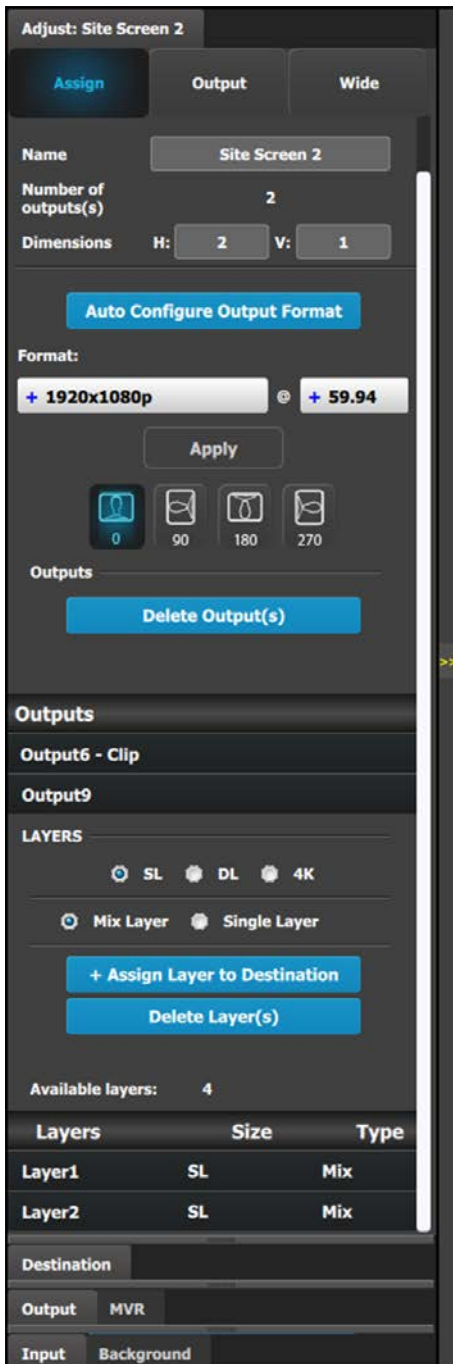 Adjust: Site Screen 2
Assign Output Wide
Name Site Screen 2
Number of
outputs(s) 2
Dimensions H: 2 V: 1
Auto Configure Output Format
Format:
+ 1920x1080p @ + 59.94
Apply
0 90 180 270
Outputs
Delete Output(s)
>>
Outputs
Output6 - Clip
Output9
LAYERS
SL DL 4K
Mix Layer Single Layer
+ Assign Layer to Destination
Delete Layer(s)
Available layers: 4
Layers Size Type
Layer1 SL Mix
Layer2 SL Mix
Destination
Output MVR
Input Background